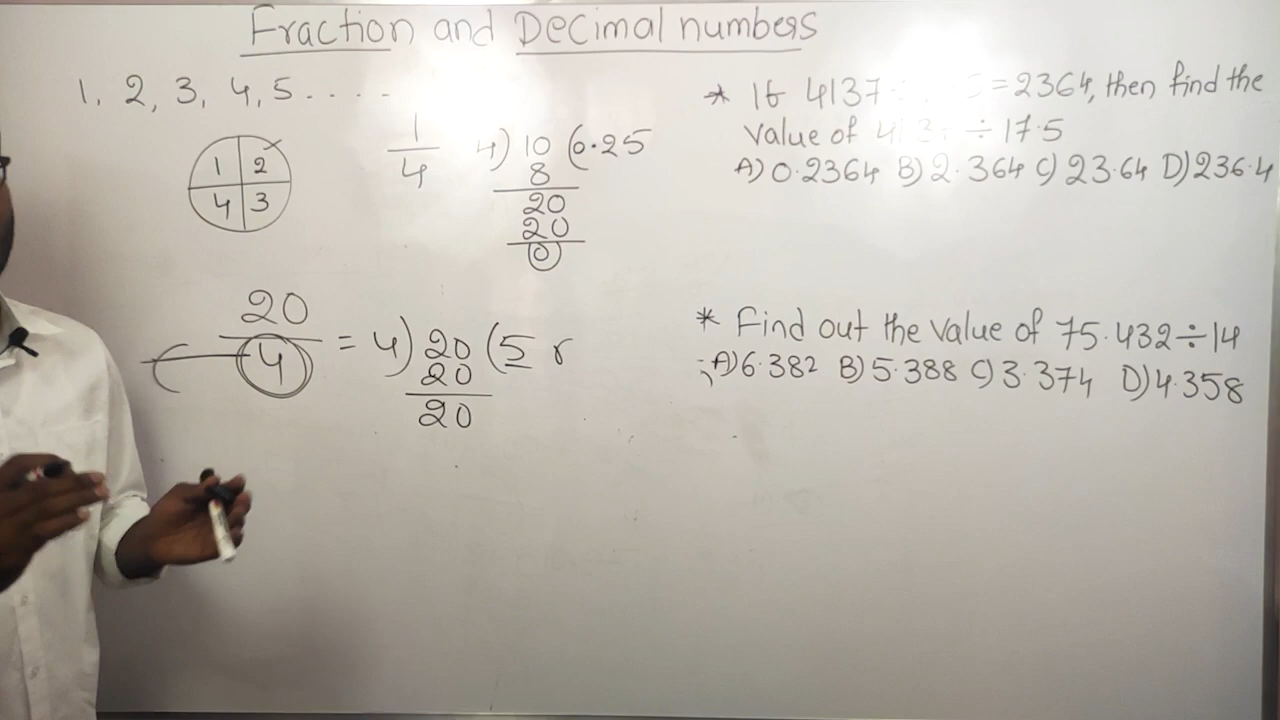 Fraction and Decimal numbers
1, 2, 3, 4, 5 . . . .
1 2
4 3
1
4
4) 10 (0.25
8
20
20
0
20
4
= 4) 20 (5 r
20
20
* If 4137 = 2364, then find the
value of ÷ 17.5
A) 0.2364 B) 2.364 C) 23.64 D) 236.4
* Find out the value of 75.432 ÷ 14
A) 6.382 B) 5.388 C) 3.374 D) 4.358